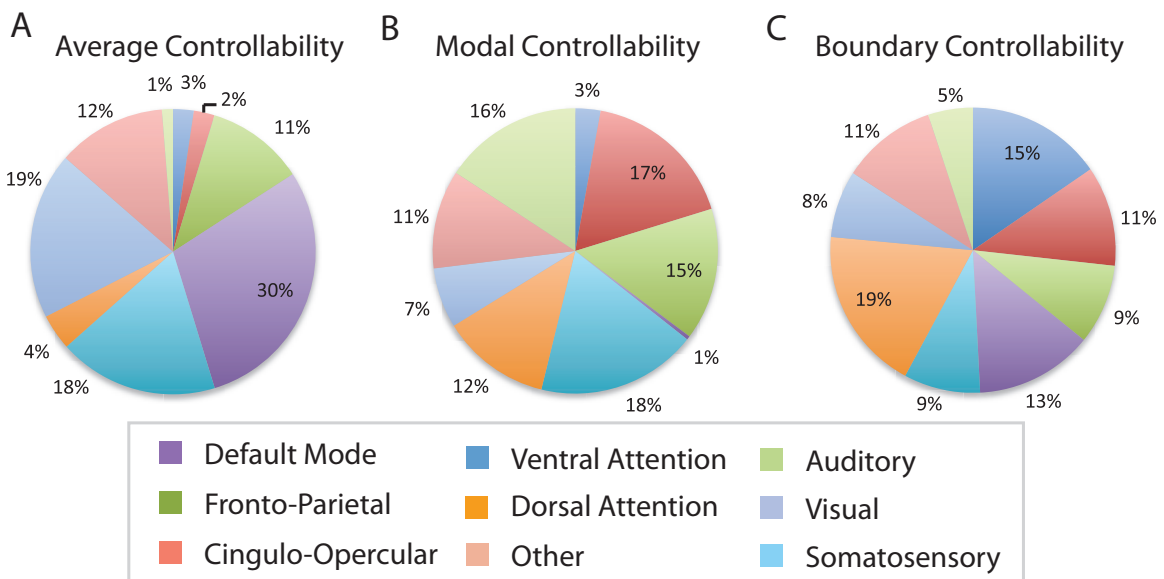 A
Average Controllability
1%
3%
2%
12%
11%
19%
30%
4%
18%
B
Modal Controllability
3%
16%
17%
11%
15%
7%
1%
12%
18%
C
Boundary Controllability
5%
15%
11%
11%
8%
19%
9%
9%
13%
Default Mode
Fronto-Parietal
Cingulo-Opercular
Ventral Attention
Dorsal Attention
Other
Auditory
Visual
Somatosensory